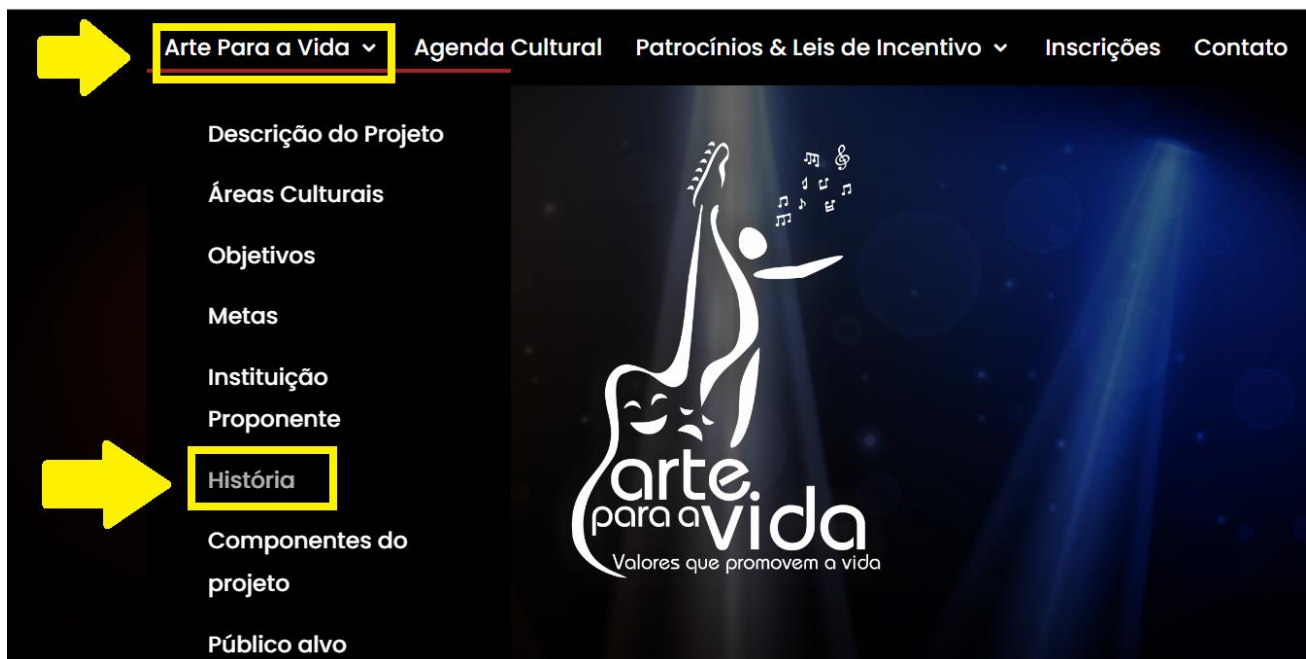 Arte Para a Vida Agenda Cultural Patrocínios & Leis de Incentivo Inscrições Contato
Descrição do Projeto
Áreas Culturais
Objetivos
Metas
Instituição
Proponente
História
Componentes do
projeto
Público alvo
arte
para a vida
Valores que promovem a vida